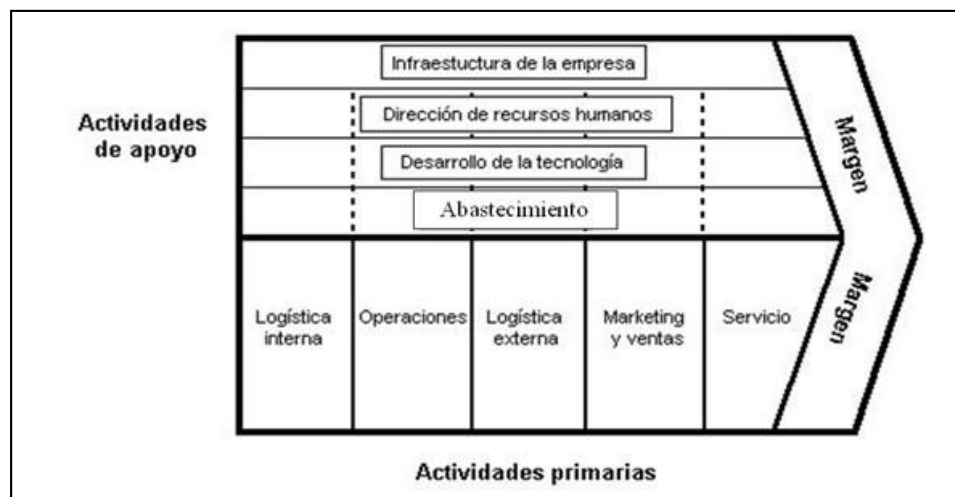 Infraestuctura de la empresa
Dirección de recursos humanos
Desarrollo de la tecnología
Abastecimiento
Actividades
de apoyo
Margen
Margen
Logística
interna
Operaciones
Logística
externa
Marketing
y ventas
Servicio
Actividades primarias